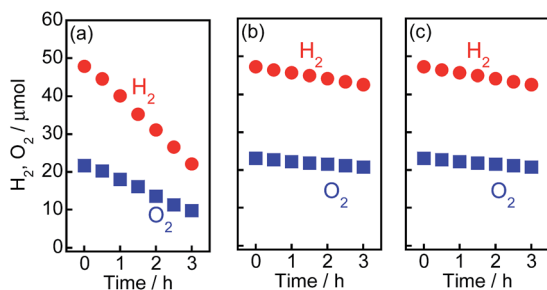 (a)
(b)
(c)
H₂, O₂ / μmol
60
50
40
30
20
10
0
H₂
O₂
H₂
O₂
H₂
O₂
0 1 2 3
0 1 2 3
0 1 2 3
Time / h
Time / h
Time / h